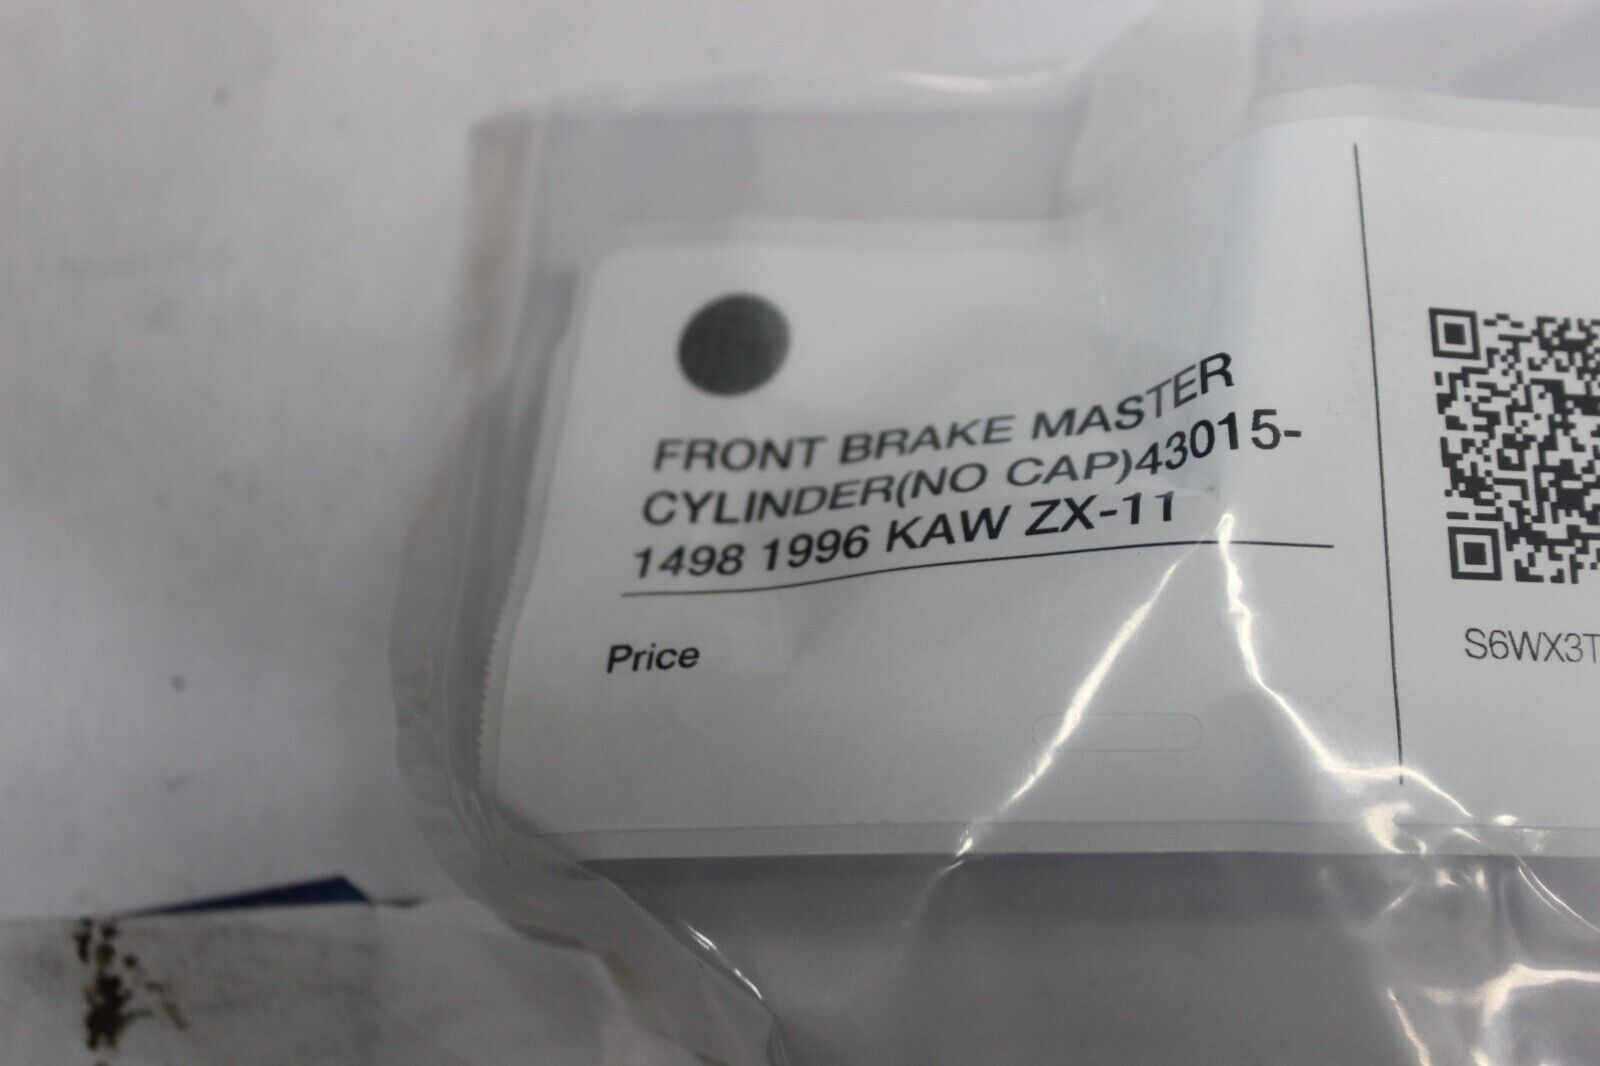 FRONT BRAKE MASTER
CYLINDER(NO CAP)43015-
1498 1996 KAW ZX-11
Price
S6WX3T